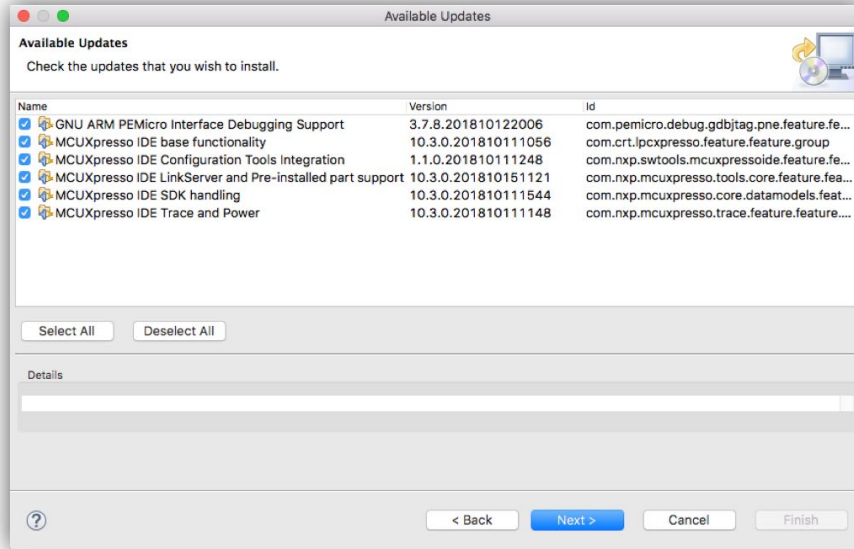 Available Updates
Available Updates
Check the updates that you wish to install.
Name Version Id
GNU ARM PEMicro Interface Debugging Support 3.7.8.201810122006 com.pemicro.debug.gdbjtag.pne.feature.fe...
MCUXpresso IDE base functionality 10.3.0.201810111056 com.crt.lpcxpresso.feature.feature.group
MCUXpresso IDE Configuration Tools Integration 1.1.0.201810111248 com.nxp.swtools.mcuxpressoide.feature.fe...
MCUXpresso IDE LinkServer and Pre-installed part support 10.3.0.201810151121 com.nxp.mcuxpresso.tools.core.feature.fea...
MCUXpresso IDE SDK handling 10.3.0.201810111544 com.nxp.mcuxpresso.core.datamodels.feat...
MCUXpresso IDE Trace and Power 10.3.0.201810111148 com.nxp.mcuxpresso.trace.feature.feature....
Select All Deselect All
Details
? < Back Next > Cancel Finish